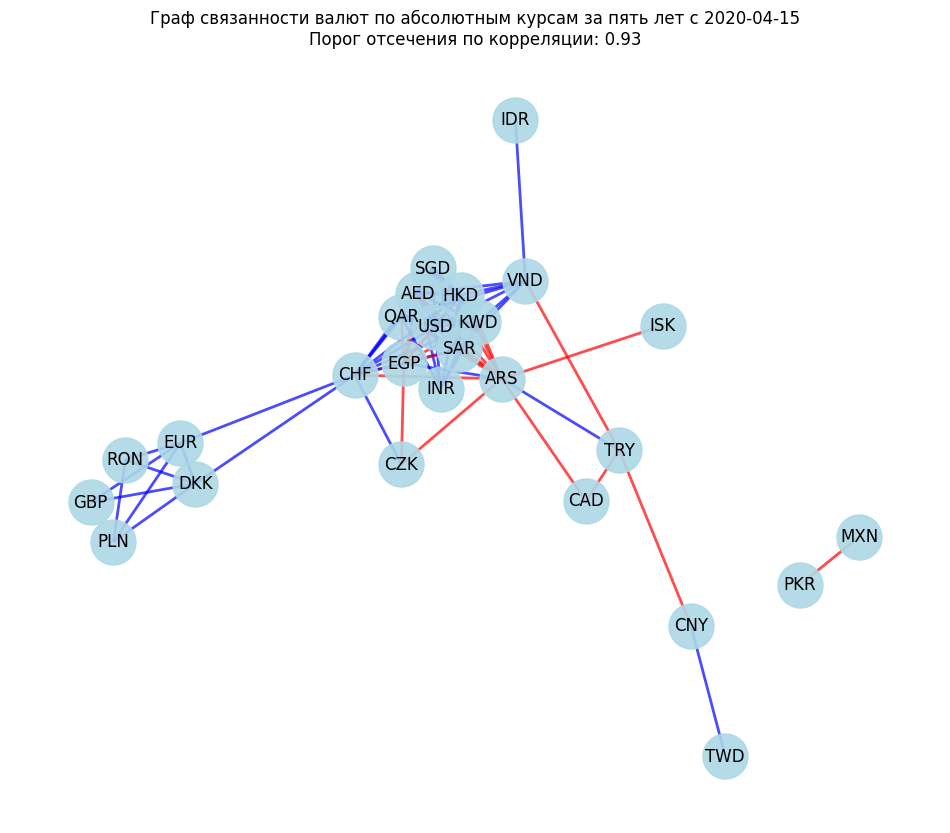 Граф связанности валют по абсолютным курсам за пять лет с 2020-04-15
Порог отсечения по корреляции: 0.93
IDR
SGD
VND
AED
HKD
QAR
KWD
USD
ISK
SAR
EGP
CHF
ARS
INR
EUR
TRY
RON
CZK
DKK
GBP
CAD
PLN
MXN
PKR
CNY
TWD